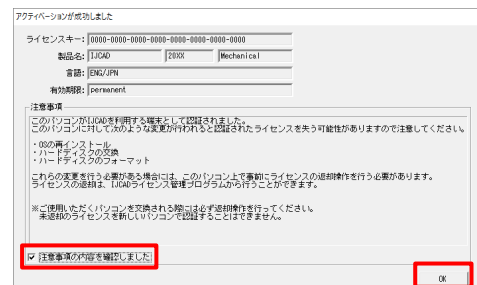 アクティベーションが成功しました
ライセンスキー: 0000-0000-0000-0000-0000-0000-0000
製品名: IJCAD 20XX Mechanical
言語: ENG/JPN
有効期限: permanent
注意事項
このパソコンがIJCADを利用する端末として認証されました。
このパソコンに対して次のような変更が行われると認証されたライセンスを失う可能性がありますので注意してください。
・OSの再インストール
・ハードディスクの交換
・ハードディスクのフォーマット
これらの変更を行う必要がある場合には、このパソコン上で事前にライセンスの返却操作を行う必要があります。
ライセンスの返却は、IJCADライセンス管理プログラムから行うことができます。
※ご使用いただくパソコンを交換される際には必ず返却操作を行ってください。
未返却のライセンスを新しいパソコンで認証することはできません。
注意事項の内容を確認しました
OK